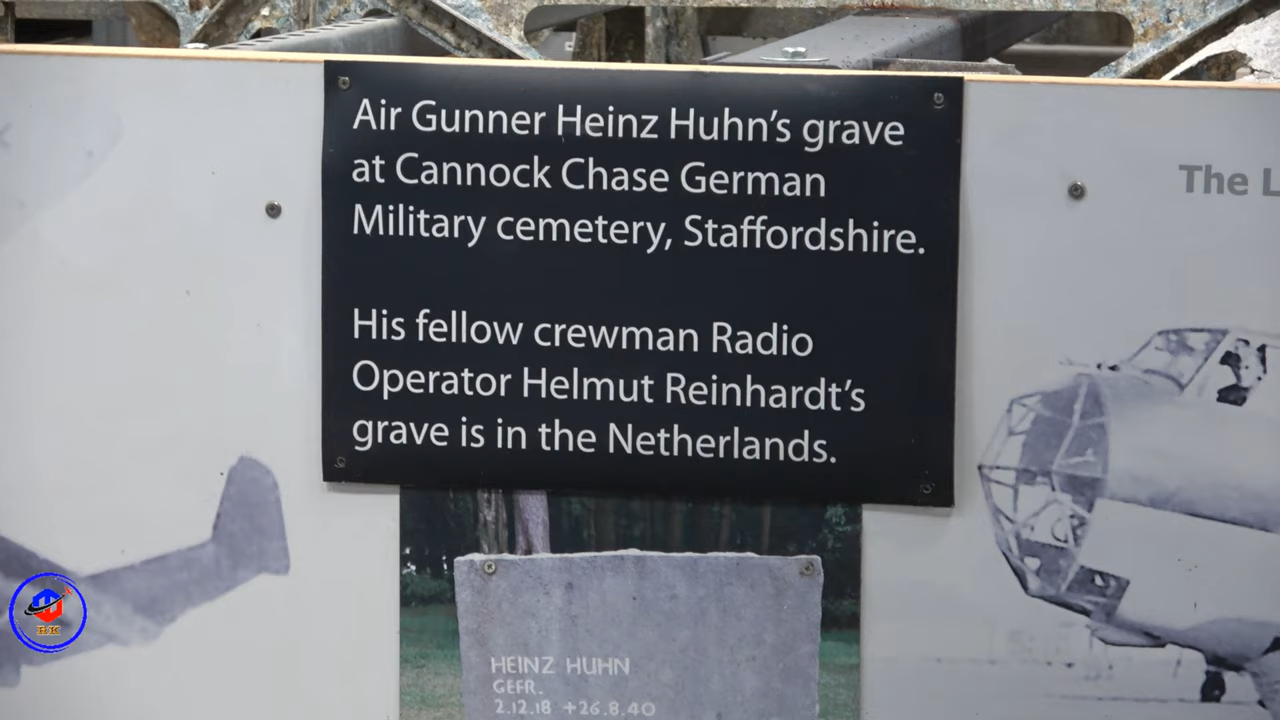 Air Gunner Heinz Huhn's grave
at Cannock Chase German
Military cemetery, Staffordshire.
His fellow crewman Radio
Operator Helmut Reinhardt's
grave is in the Netherlands.
The L
HEINZ HUHN
GEFR.
2.12.18 +26.8.40